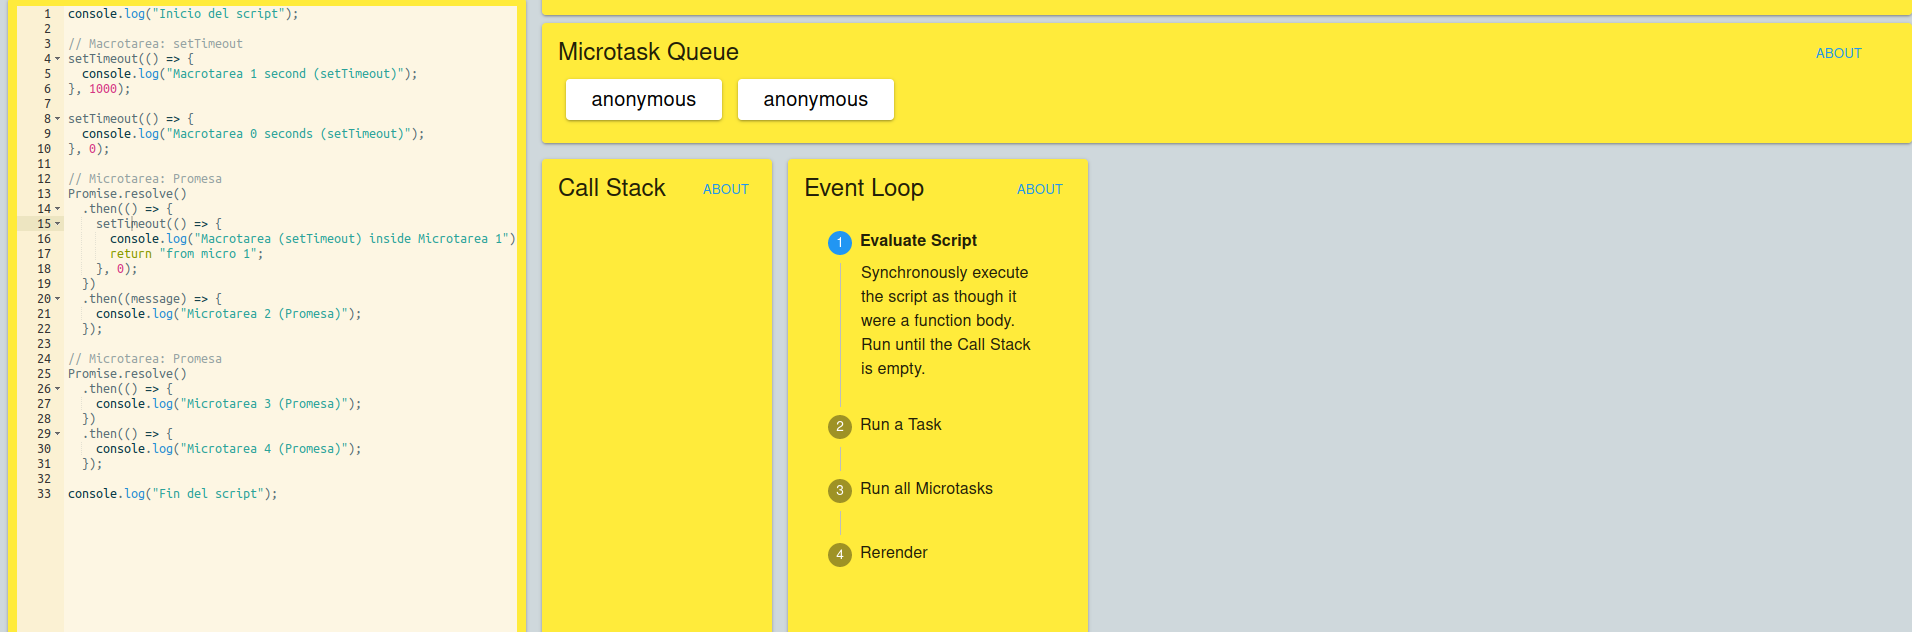 1 console.log("Inicio del script");
2
3 // Macrotarea: setTimeout
4 setTimeout(() => {
5 console.log("Macrotarea 1 second (setTimeout)");
6 }, 1000);
7
8 setTimeout(() => {
9 console.log("Macrotarea 0 seconds (setTimeout)");
10 }, 0);
11
12 // Microtarea: Promesa
13 Promise.resolve()
14 .then(() => {
15 setTimeout(() => {
16 console.log("Macrotarea (setTimeout) inside Microtarea 1")
17 return "from micro 1";
18 }, 0);
19 })
20 .then((message) => {
21 console.log("Microtarea 2 (Promesa)");
22 });
23
24 // Microtarea: Promesa
25 Promise.resolve()
26 .then(() => {
27 console.log("Microtarea 3 (Promesa)");
28 })
29 .then(() => {
30 console.log("Microtarea 4 (Promesa)");
31 });
32
33 console.log("Fin del script");
Microtask Queue
ABOUT
anonymous
anonymous
Call Stack
ABOUT
Event Loop
ABOUT
1 Evaluate Script
Synchronously execute
the script as though it
were a function body.
Run until the Call Stack
is empty.
2 Run a Task
3 Run all Microtasks
4 Rerender